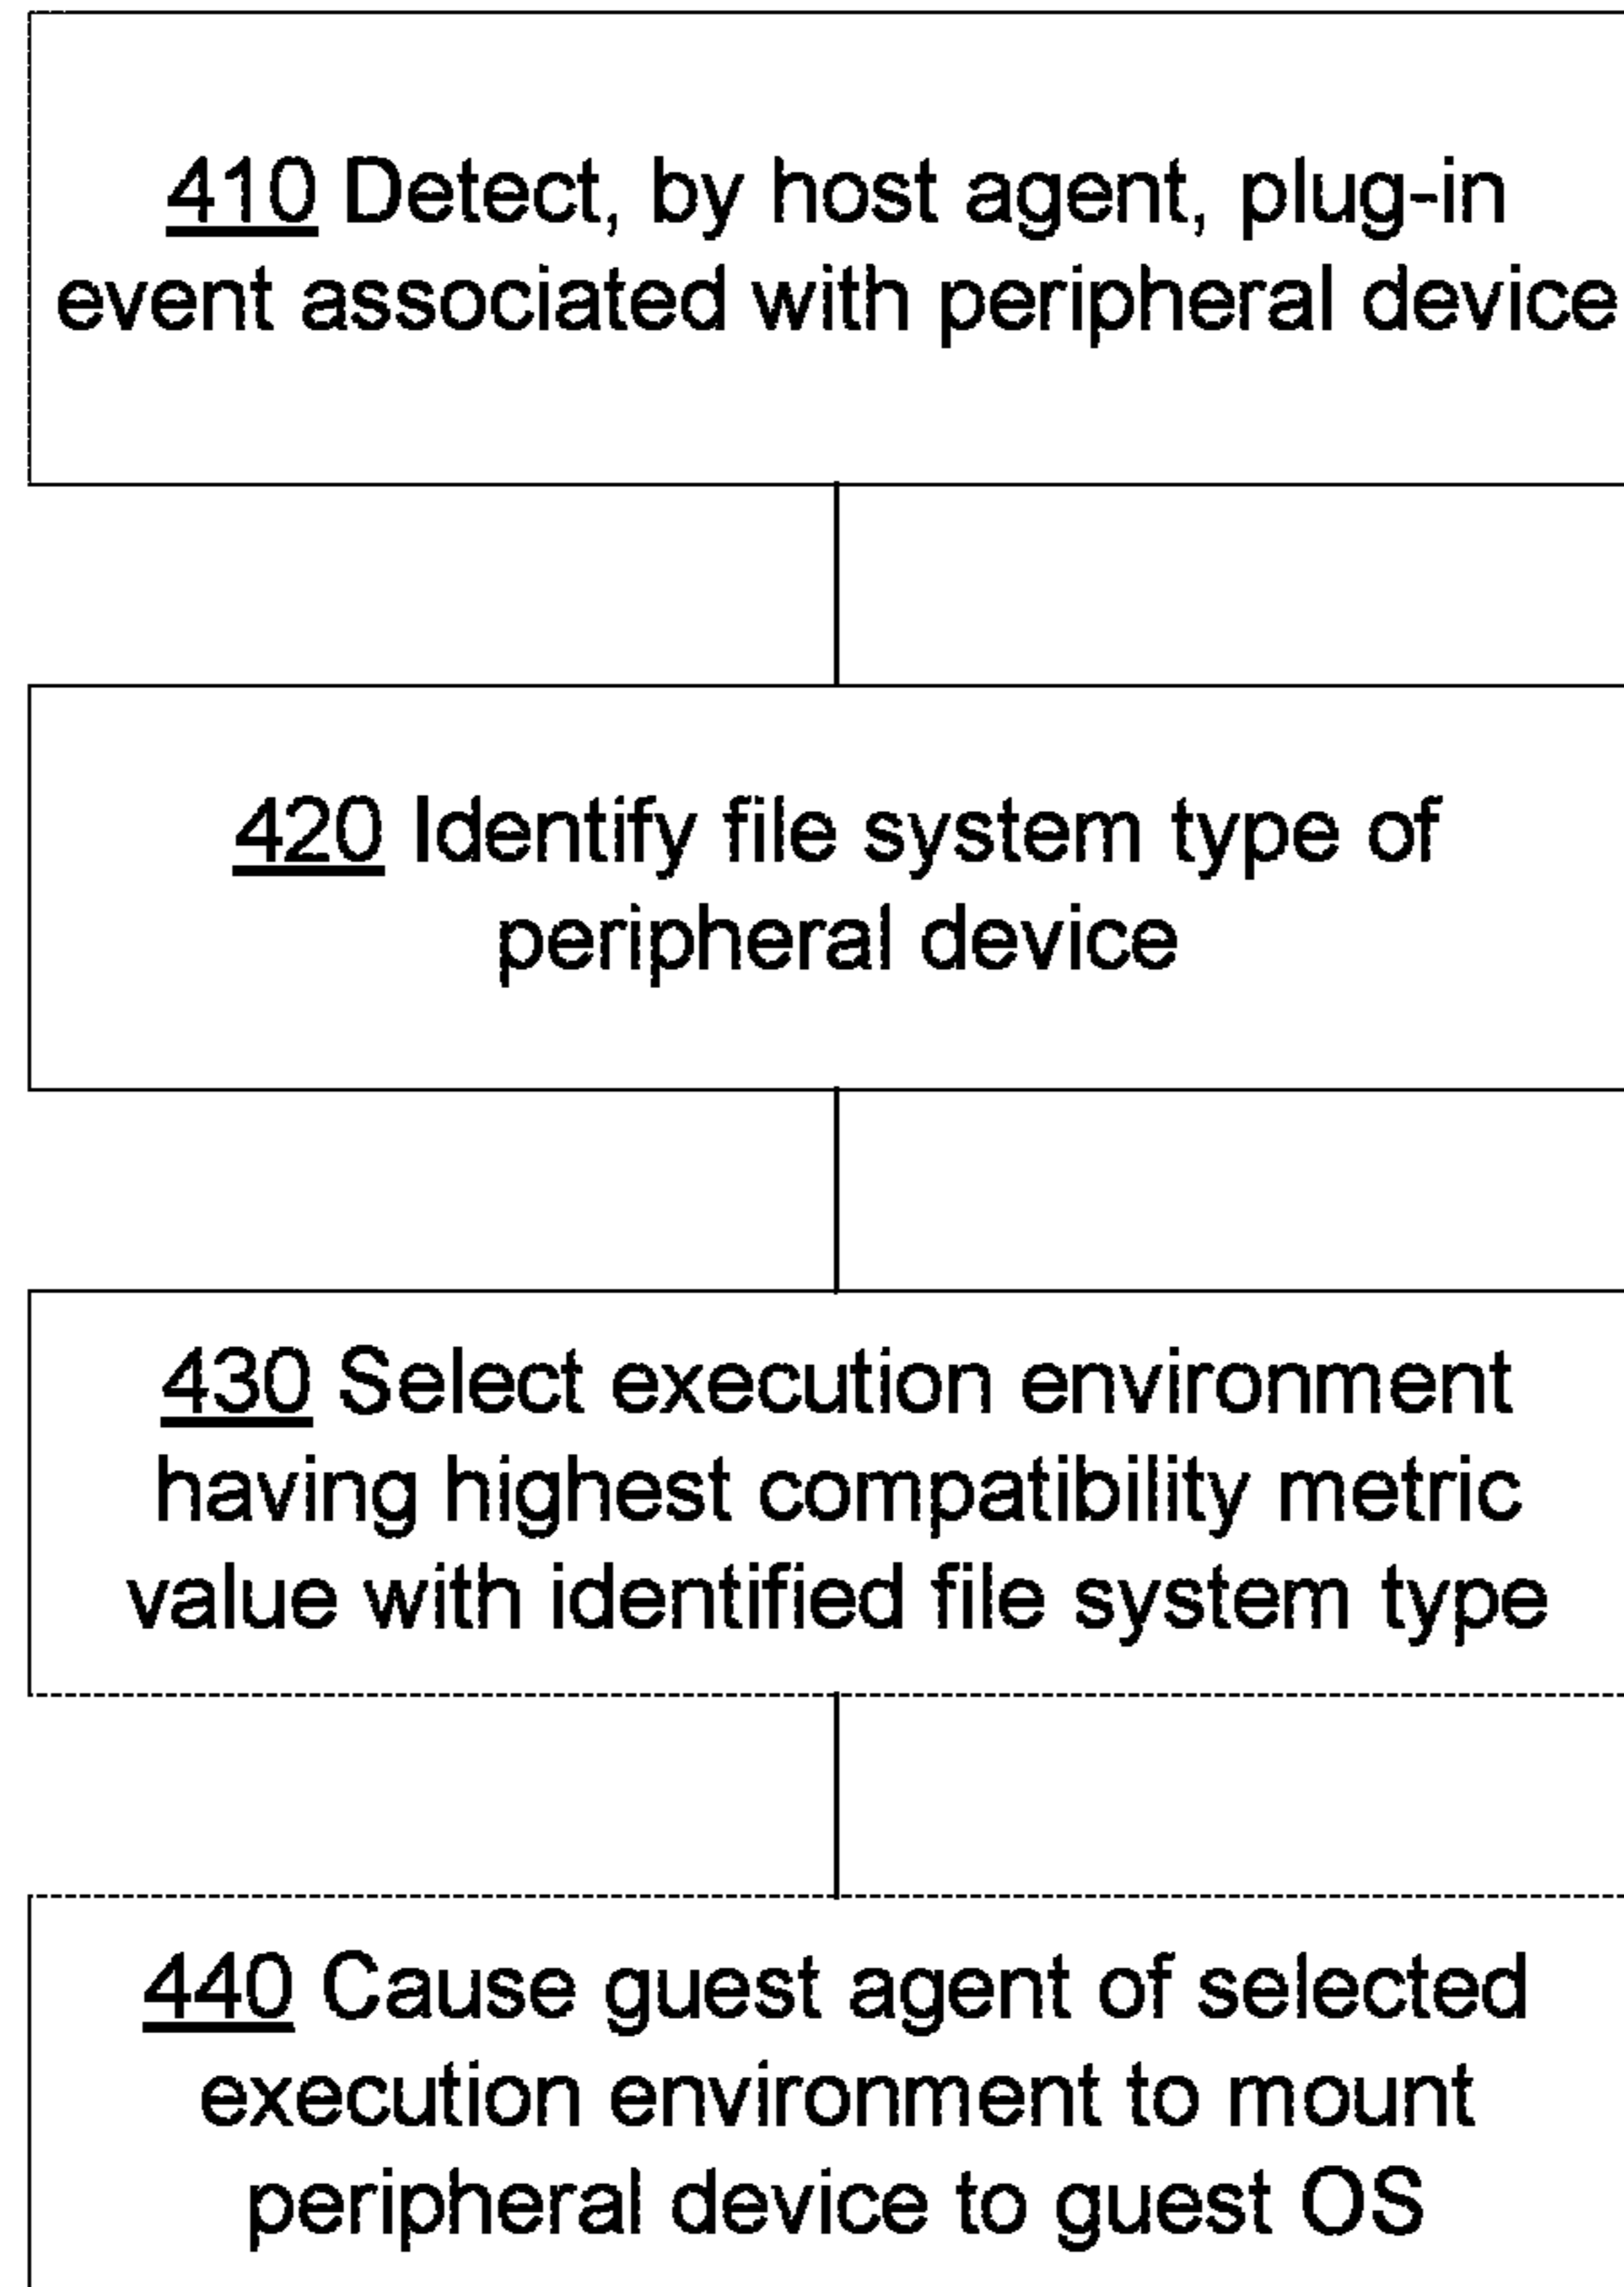 410 Detect, by host agent, plug-in
event associated with peripheral device
420 Identify file system type of
peripheral device
430 Select execution environment
having highest compatibility metric
value with identified file system type
440 Cause guest agent of selected
execution environment to mount
peripheral device to guest OS